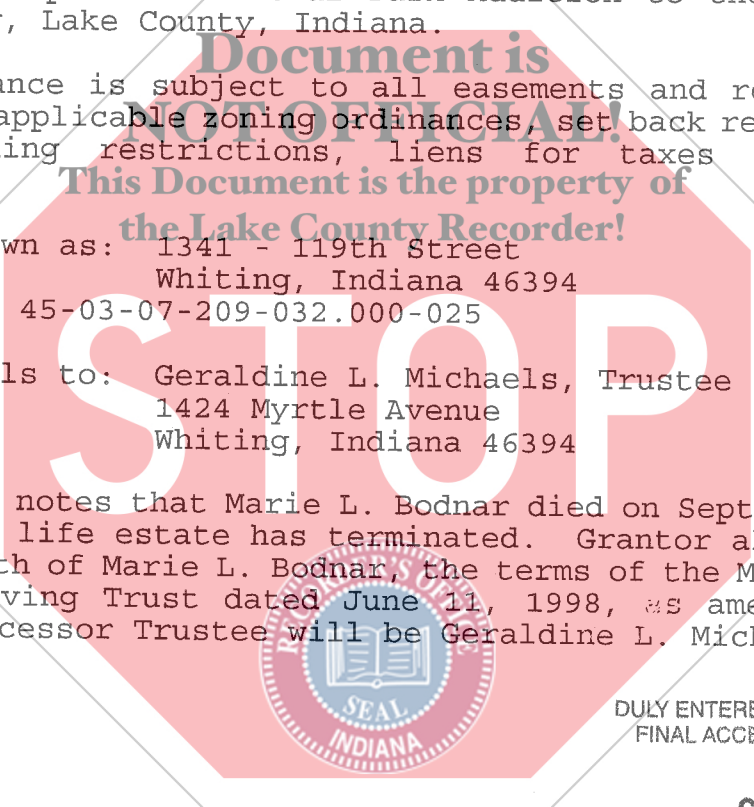 , Lake County, Indiana.
Document is
ance is subject to all easements and re
NOT OFFICIAL!
applicable zoning ordinances, set back re
ing restrictions, liens for taxes
This Document is the property of
the Lake County Recorder!
wn as: 1341 - 119th Street
Whiting, Indiana 46394
45-03-07-209-032.000-025
STOP
ls to: Geraldine L. Michaels, Trustee
1424 Myrtle Avenue
Whiting, Indiana 46394
notes that Marie L. Bodnar died on Sept
life estate has terminated. Grantor a
th of Marie L. Bodnar, the terms of the M
ving Trust dated June 11, 1998, as ame
cessor Trustee will be Geraldine L. Mich
RECORDER'S OFFICE
SEAL
INDIANA
DULY ENTERE
FINAL ACCE